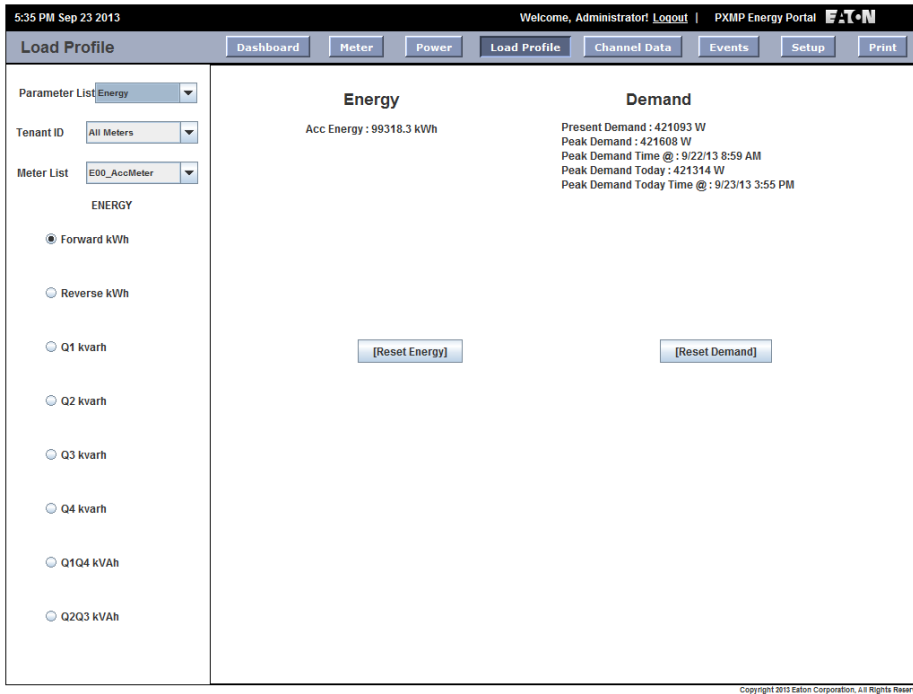 5:35 PM Sep 23 2013 Welcome, Administrator! Logout | PXMP Energy Portal EATON
Load Profile Dashboard Meter Power Load Profile Channel Data Events Setup Print
Parameter List Energy
Tenant ID All Meters
Meter List E00_AccMeter
ENERGY
Forward kWh
Reverse kWh
Q1 kvarh
Q2 kvarh
Q3 kvarh
Q4 kvarh
Q1Q4 kVAh
Q2Q3 kVAh
Energy
Acc Energy : 99318.3 kWh
[Reset Energy]
Demand
Present Demand : 421093 W
Peak Demand : 421608 W
Peak Demand Time @ : 9/22/13 8:59 AM
Peak Demand Today : 421314 W
Peak Demand Today Time @ : 9/23/13 3:55 PM
[Reset Demand]
Copyright 2013 Eaton Corporation, All Rights Reser